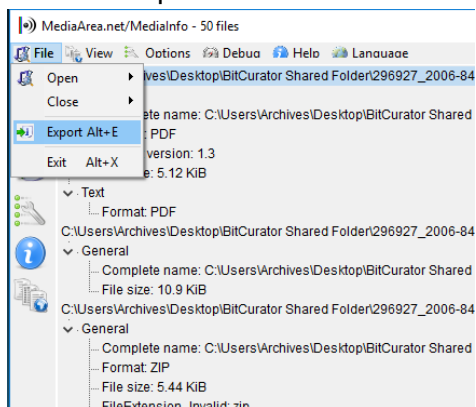 MediaArea.net/MediaInfo - 50 files
File View Options Debug Help Language
Open
Close
Export Alt+E
Exit Alt+X
ives\Desktop\BitCurator Shared Folder\296927_2006-84
ete name: C:\Users\Archives\Desktop\BitCurator Shared
: PDF
version: 1.3
e: 5.12 KiB
Text
Format: PDF
C:\Users\Archives\Desktop\BitCurator Shared Folder\296927_2006-84
General
Complete name: C:\Users\Archives\Desktop\BitCurator Shared
File size: 10.9 KiB
C:\Users\Archives\Desktop\BitCurator Shared Folder\296927_2006-84
General
Complete name: C:\Users\Archives\Desktop\BitCurator Shared
Format: ZIP
File size: 5.44 KiB
FileExtension_Invalid: zip